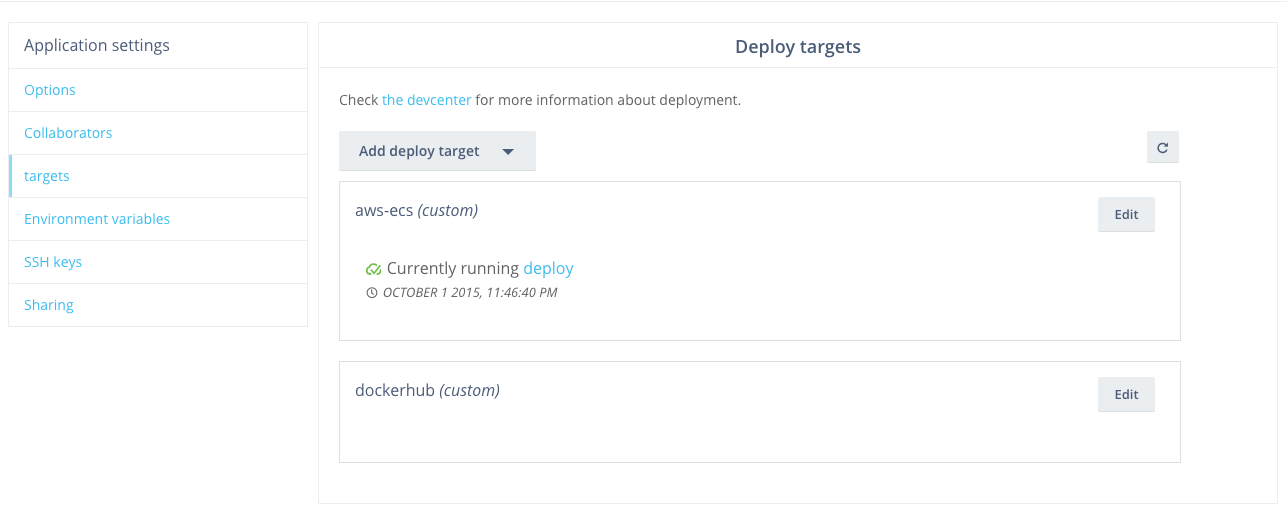 Application settings
Options
Collaborators
targets
Environment variables
SSH keys
Sharing
Deploy targets
Check the devcenter for more information about deployment.
Add deploy target
aws-ecs (custom)
Edit
Currently running deploy
OCTOBER 1 2015, 11:46:40 PM
dockerhub (custom)
Edit